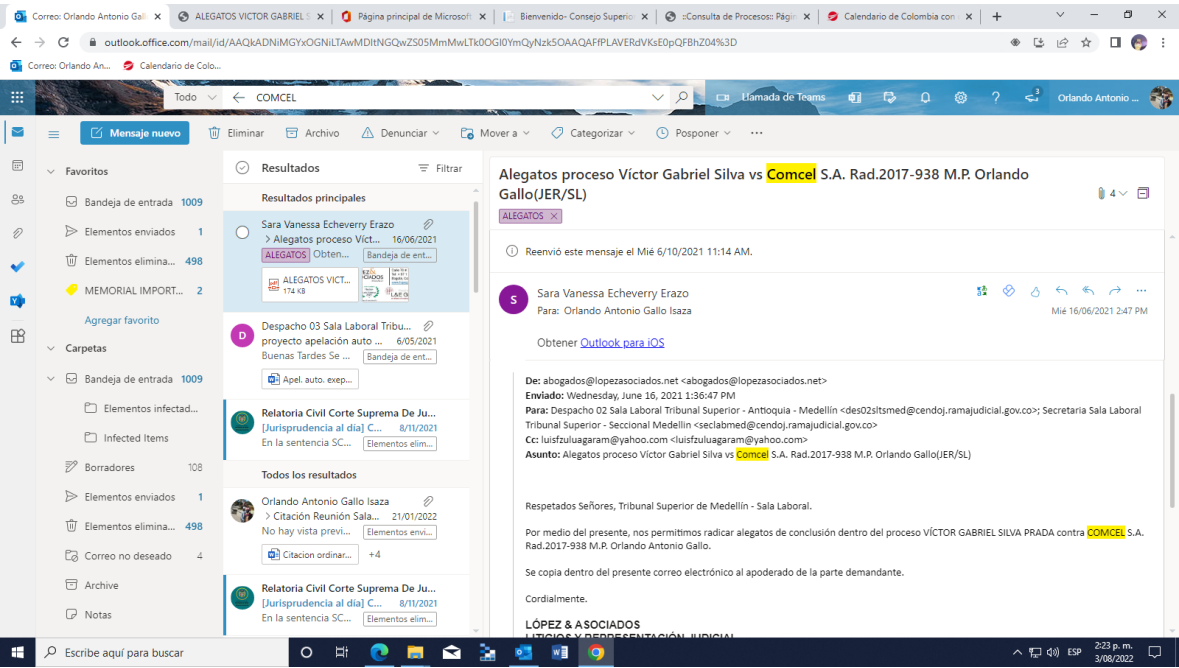 Correo: Orlando Antonio Gall
ALEGATOS VICTOR GABRIEL S
Página principal de Microsoft
Bienvenido- Consejo Superior
::Consulta de Procesos:: Págin
Calendario de Colombia con
outlook.office.com/mail/id/
Correo: Orlando An...
Calendario de Colo...
Todo
COMCEL
Llamada de Teams
3
Orlando Antonio ...
Mensaje nuevo
Eliminar
Archivo
Denunciar
Mover a
Categorizar
Posponer
Favoritos
Bandeja de entrada 1009
Elementos enviados 1
Elementos elimina... 498
MEMORIAL IMPORT... 2
Agregar favorito
Carpetas
Bandeja de entrada 1009
Elementos infectad...
Infected Items
Borradores 108
Elementos enviados 1
Elementos elimina... 498
Correo no deseado 4
Archive
Notas
Resultados
Filtrar
Resultados principales
Sara Vanessa Echeverry Erazo
> Alegatos proceso Víct... 16/06/2021
ALEGATOS Obten... Bandeja de ent...
ALEGATOS VICT...
174 KB
Despacho 03 Sala Laboral Tribu...
proyecto apelación auto ... 6/05/2021
Buenas Tardes Se ... Bandeja de ent...
Apel. auto. exep...
Relatoria Civil Corte Suprema De Ju...
[Jurisprudencia al día] C... 8/11/2021
En la sentencia SC... Elementos elim...
Todos los resultados
Orlando Antonio Gallo Isaza
> Citación Reunión Sala... 21/01/2022
No hay vista previ... Elementos envi...
Citacion ordinar... +4
Relatoria Civil Corte Suprema De Ju...
[Jurisprudencia al día] C... 8/11/2021
En la sentencia SC... Elementos elim...
Alegatos proceso Víctor Gabriel Silva vs Comcel S.A. Rad.2017-938 M.P. Orlando
Gallo(JER/SL)
4
ALEGATOS
Reenvió este mensaje el Mié 6/10/2021 11:14 AM.
S
Sara Vanessa Echeverry Erazo
Para: Orlando Antonio Gallo Isaza
Mié 16/06/2021 2:47 PM
Obtener Outlook para iOS
De: abogados@lopezasociados.net <abogados@lopezasociados.net>
Enviado: Wednesday, June 16, 2021 1:36:47 PM
Para: Despacho 02 Sala Laboral Tribunal Superior - Antioquia - Medellín <des02sltsmed@cendoj.ramajudicial.gov.co>; Secretaria Sala Laboral
Tribunal Superior - Seccional Medellin <seclabmed@cendoj.ramajudicial.gov.co>
Cc: luisfzuluagaram@yahoo.com <luisfzuluagaram@yahoo.com>
Asunto: Alegatos proceso Víctor Gabriel Silva vs Comcel S.A. Rad.2017-938 M.P. Orlando Gallo(JER/SL)
Respetados Señores, Tribunal Superior de Medellín - Sala Laboral.
Por medio del presente, nos permitimos radicar alegatos de conclusión dentro del proceso VÍCTOR GABRIEL SILVA PRADA contra COMCEL S.A.
Rad.2017-938 M.P. Orlando Antonio Gallo.
Se copia dentro del presente correo electrónico al apoderado de la parte demandante.
Cordialmente.
LÓPEZ & ASOCIADOS
LITIGIOS Y REPRESENTACIÓN JUDICIAL
Escribe aquí para buscar
ESP
2:23 p. m.
3/08/2022